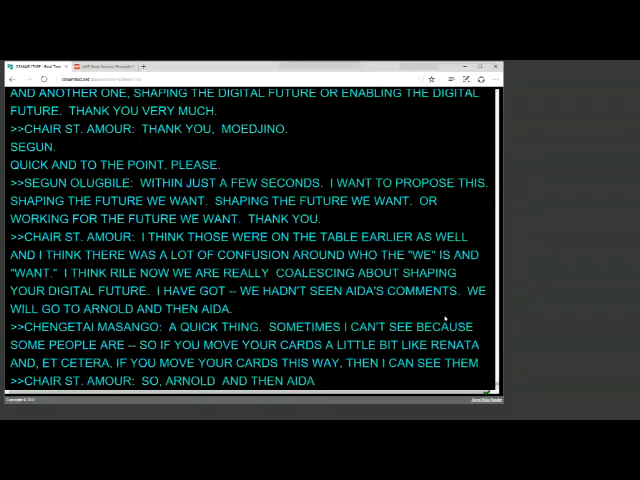 AND ANOTHER ONE, SHAPING THE DIGITAL FUTURE OR ENABLING THE DIGITAL
FUTURE.  THANK YOU VERY MUCH.
>>CHAIR ST. AMOUR:  THANK YOU,  MOEDJINO.
SEGUN.
QUICK AND TO THE POINT, PLEASE.
>>SEGUN OLUGBILE:  WITHIN JUST A FEW SECONDS.  I WANT TO PROPOSE THIS.
SHAPING THE FUTURE WE WANT.  SHAPING THE FUTURE WE WANT.  OR
WORKING FOR THE FUTURE WE WANT.  THANK YOU.
>>CHAIR ST. AMOUR:  I THINK THOSE WERE ON THE TABLE EARLIER AS WELL
AND I THINK THERE WAS A LOT OF CONFUSION AROUND WHO THE "WE" IS AND
"WANT."  I THINK RILE NOW WE ARE REALLY  COALESCING ABOUT SHAPING
YOUR DIGITAL FUTURE.  I HAVE GOT -- WE HADN'T SEEN AIDA'S COMMENTS.  WE
WILL GO TO ARNOLD AND THEN AIDA.
>>CHENGETAI MASANGO:  A QUICK THING.  SOMETIMES I CAN'T SEE BECAUSE
SOME PEOPLE ARE -- SO IF YOU MOVE YOUR CARDS A LITTLE BIT LIKE RENATA
AND, ET CETERA, IF YOU MOVE YOUR CARDS THIS WAY, THEN I CAN SEE THEM
>>CHAIR ST. AMOUR:  SO, ARNOLD  AND THEN AIDA